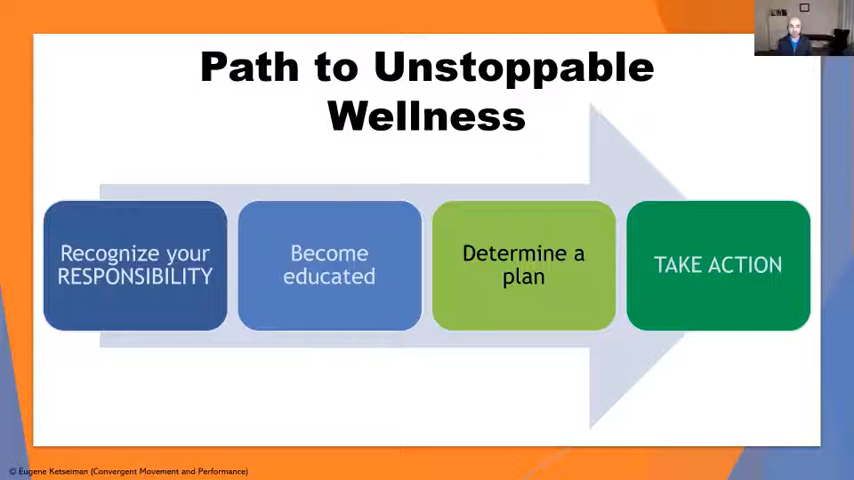 Path to Unstoppable
Wellness
Recognize your
RESPONSIBILITY
Become
educated
Determine a
plan
TAKE ACTION
© Eugene Ketseiman (Convergent Movement and Performance)